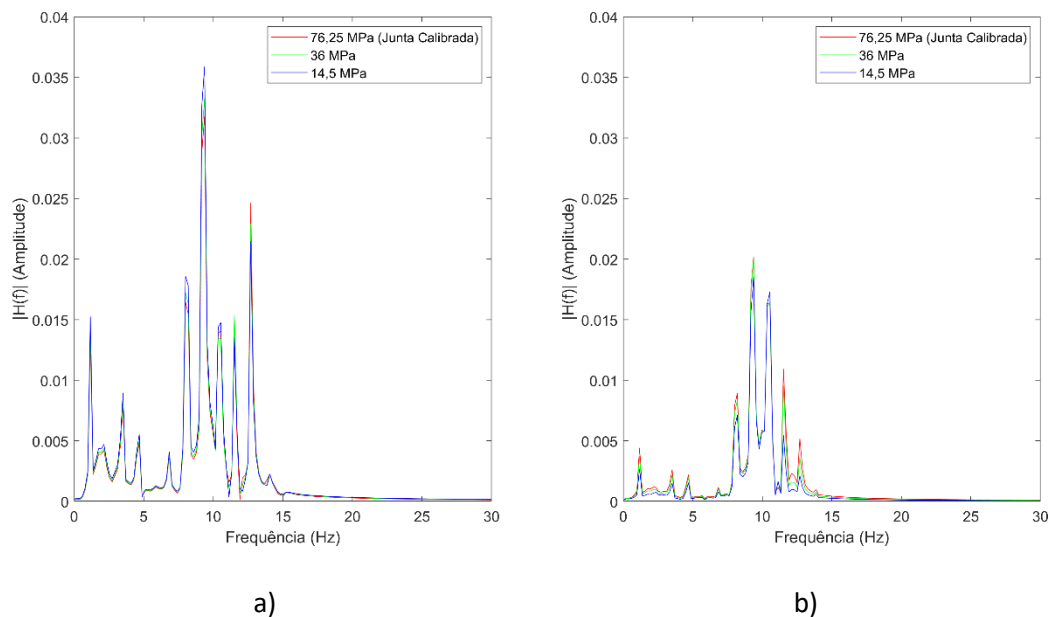 0.04
0.035
0.03
0.025
0.02
0.015
0.01
0.005
0
|H(f)| (Amplitude)
76,25 MPa (Junta Calibrada)
36 MPa
14,5 MPa
0 5 10 15 20 25 30
Frequência (Hz)
a)
0.04
0.035
0.03
0.025
0.02
0.015
0.01
0.005
0
|H(f)| (Amplitude)
76,25 MPa (Junta Calibrada)
36 MPa
14,5 MPa
0 5 10 15 20 25 30
Frequência (Hz)
b)